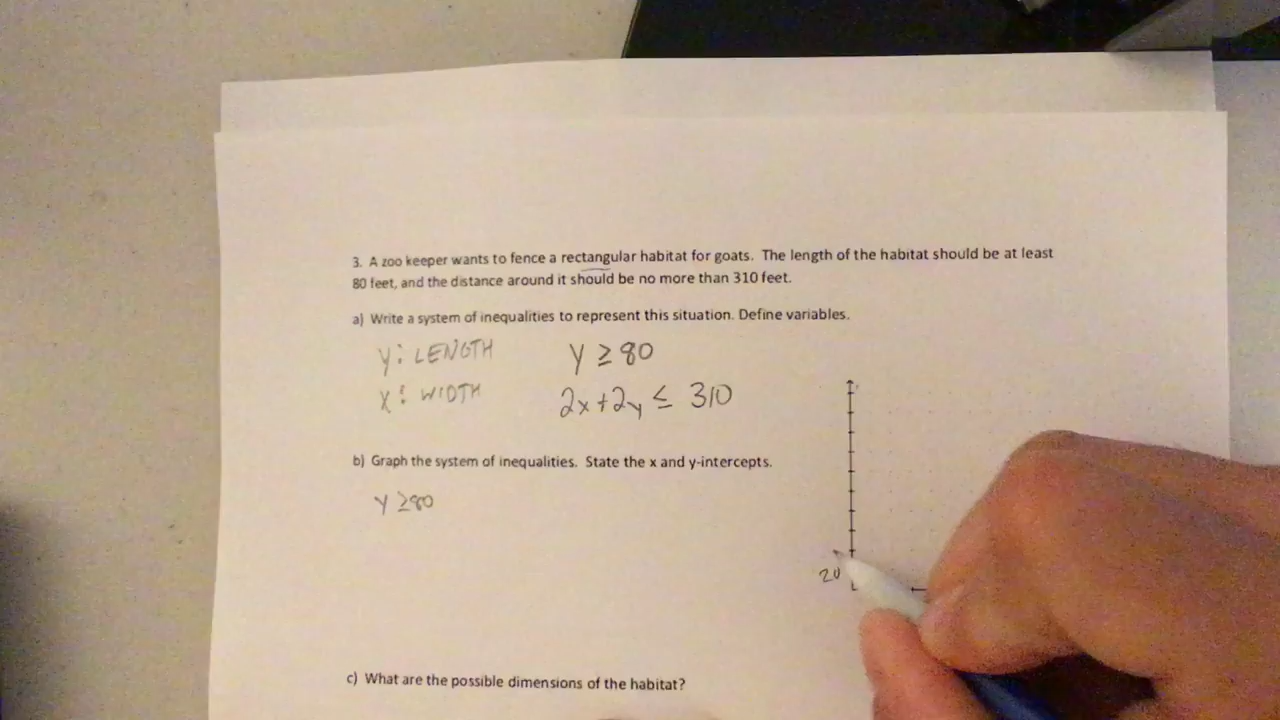 3. A zoo keeper wants to fence a rectangular habitat for goats. The length of the habitat should be at least
80 feet, and the distance around it should be no more than 310 feet.
a) Write a system of inequalities to represent this situation. Define variables.
Y: LENGTH Y ≥ 80
X: WIDTH 2x+2y ≤ 310
b) Graph the system of inequalities. State the x and y-intercepts.
Y ≥80
20
c) What are the possible dimensions of the habitat?